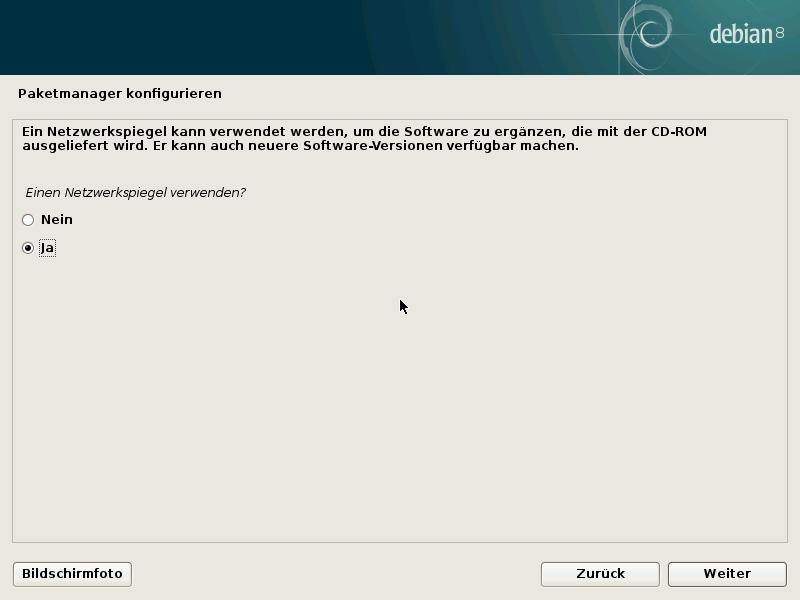 debian 8
Paketmanager konfigurieren
Ein Netzwerkspiegel kann verwendet werden, um die Software zu ergänzen, die mit der CD-ROM
ausgeliefert wird. Er kann auch neuere Software-Versionen verfügbar machen.
Einen Netzwerkspiegel verwenden?
Nein
Ja
Bildschirmfoto
Zurück
Weiter